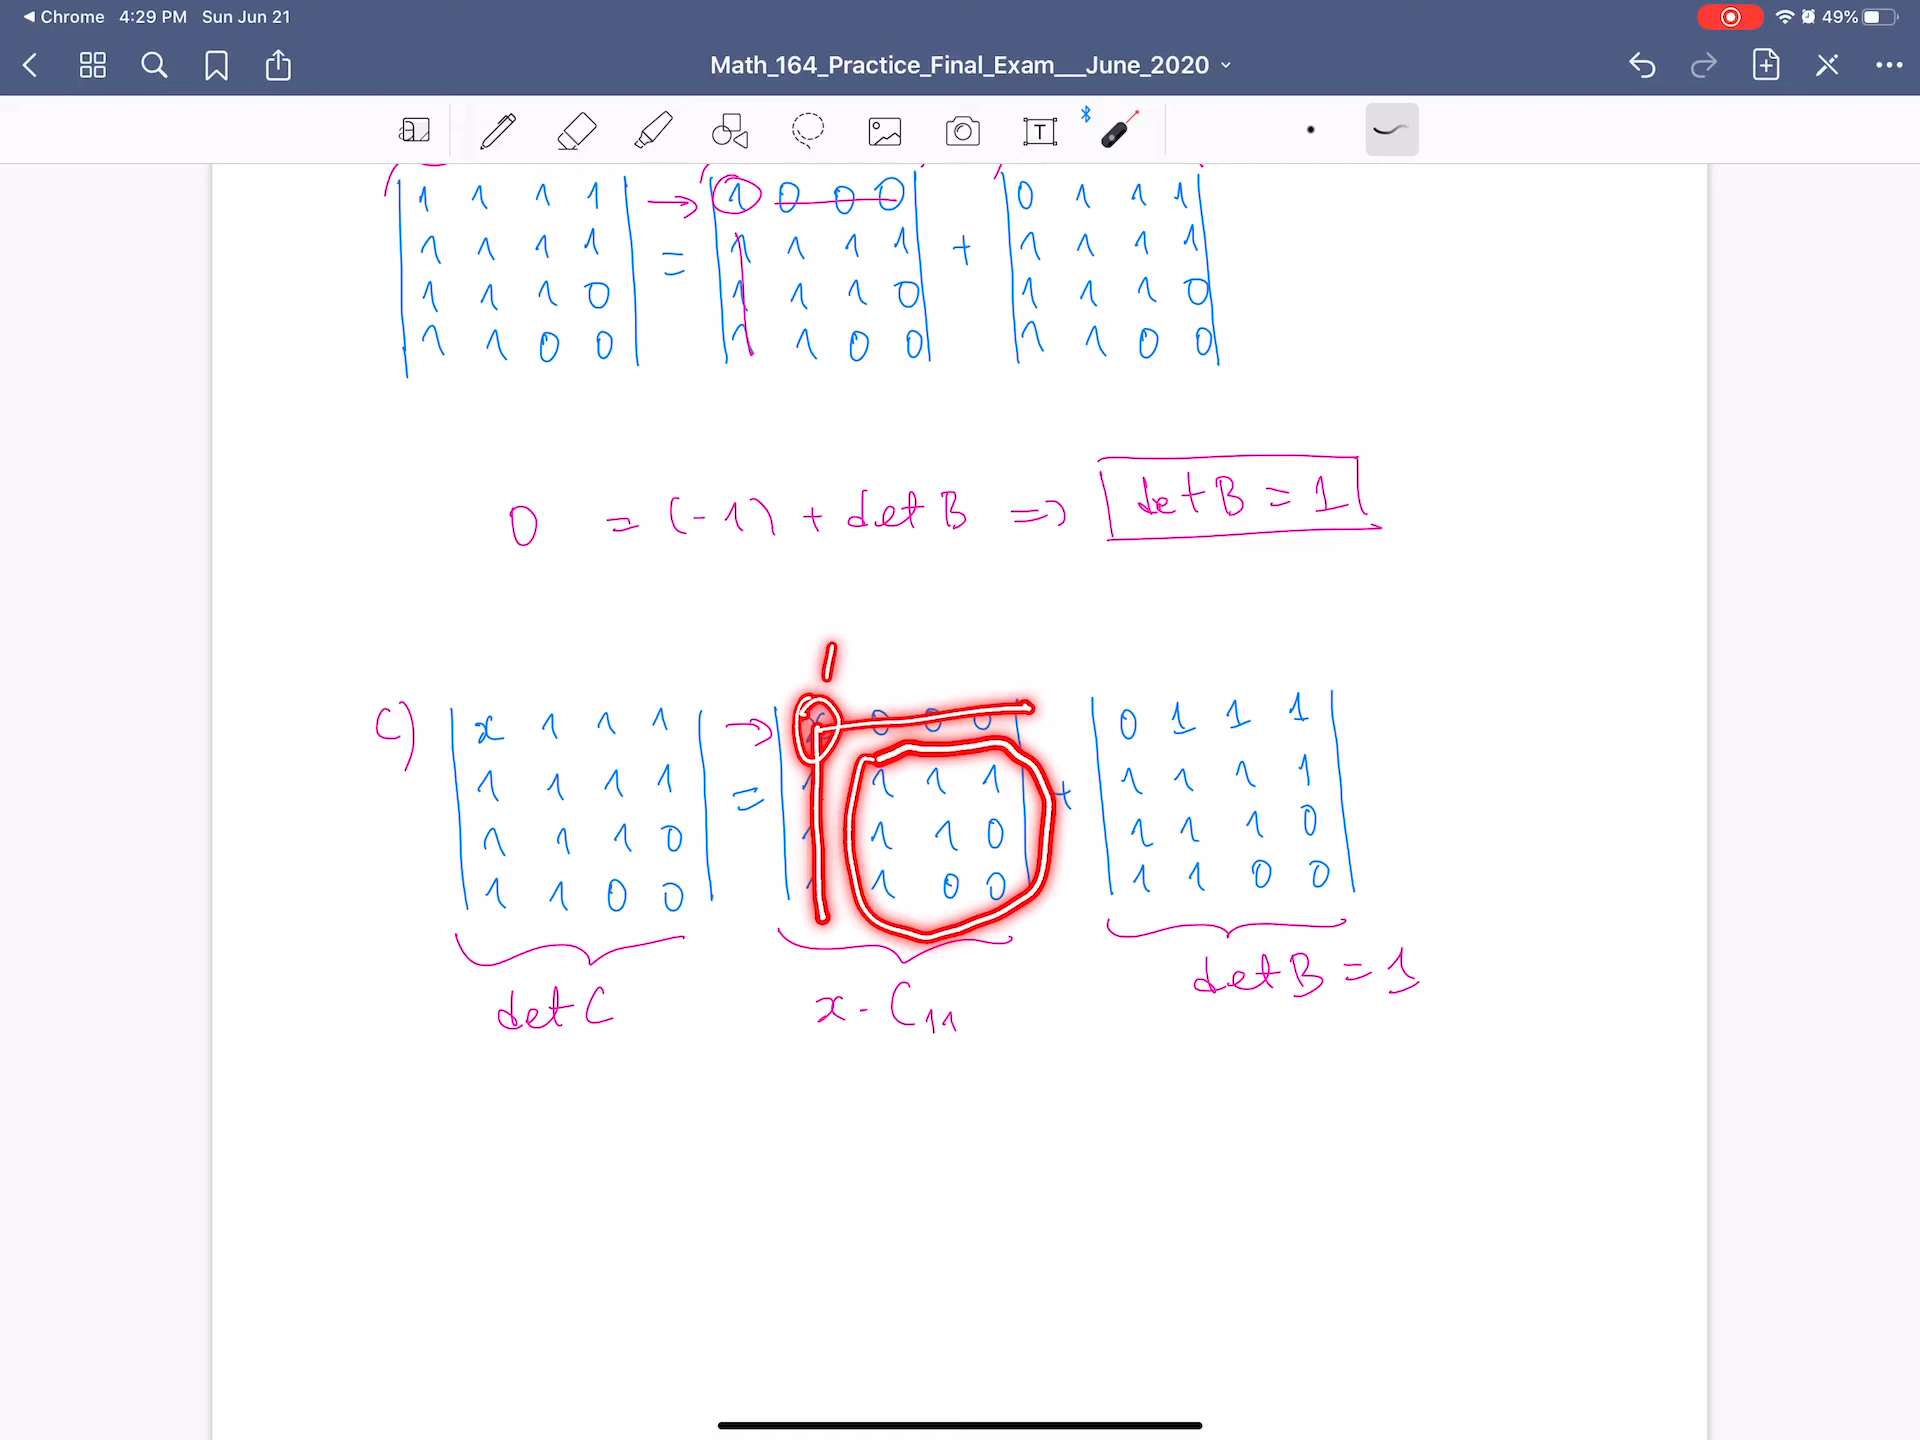 Chrome 4:29 PM Sun Jun 21 49%
Math_164_Practice_Final_Exam___June_2020
T
1 1 1 1 → 1 0 0 0 0 1 1 1
1 1 1 1 = 1 1 1 1 + 1 1 1 1
1 1 1 0 1 1 1 0 1 1 1 0
1 1 0 0 1 1 0 0 1 1 0 0
0 = (-1) + det B => det B = 1
1
C) x 1 1 1 → x 0 0 0 0 1 1 1
1 1 1 1 = 1 1 1 1 + 1 1 1 1
1 1 1 0 1 1 1 0 1 1 1 0
1 1 0 0 1 1 0 0 1 1 0 0
det C x · C11 det B = 1